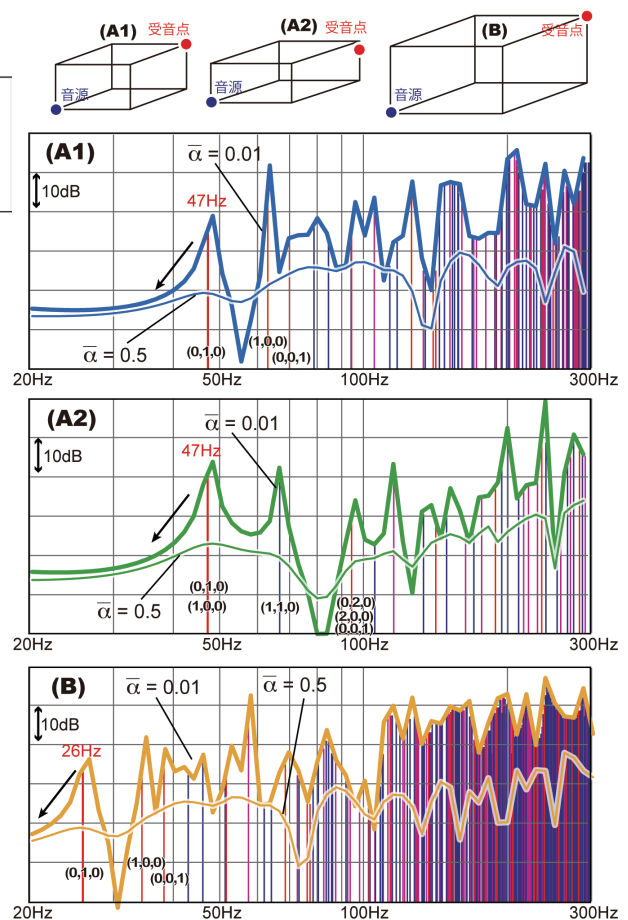 (A1)
受音点
音源
(A2)
受音点
音源
(B)
受音点
音源
(A1)
α = 0.01
10dB
47Hz
α = 0.5
(0,1,0)
(1,0,0)
(0,0,1)
20Hz 50Hz 100Hz 300Hz
(A2)
α = 0.01
10dB
47Hz
α = 0.5
(0,1,0)
(1,0,0)
(1,1,0)
(0,2,0)
(2,0,0)
(0,0,1)
20Hz 50Hz 100Hz 300Hz
(B)
α = 0.01
α = 0.5
10dB
26Hz
(0,1,0)
(1,0,0)
(0,0,1)
20Hz 50Hz 100Hz 300Hz